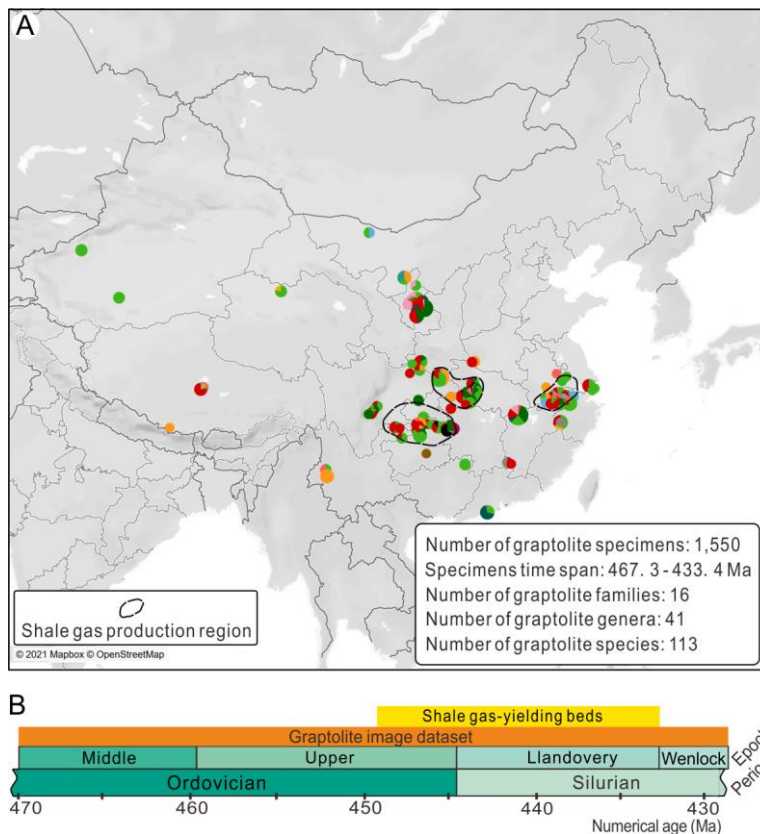 A
Number of graptolite specimens: 1,550
Specimens time span: 467. 3 - 433. 4 Ma
Number of graptolite families: 16
Number of graptolite genera: 41
Number of graptolite species: 113
Shale gas production region
© 2021 Mapbox © OpenStreetMap
B
Shale gas-yielding beds
Graptolite image dataset
Middle Upper Llandovery Wenlock Epoch
Ordovician Silurian
470 460 450 440 430
Numerical age (Ma)